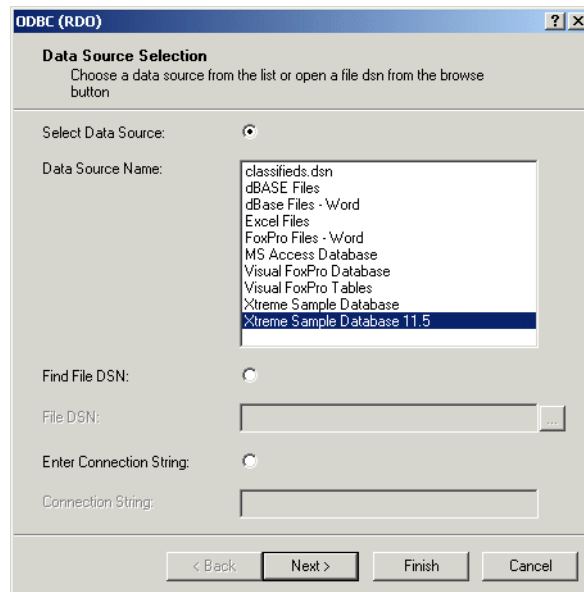 ODBC (RDO)
Data Source Selection
Choose a data source from the list or open a file dsn from the browse
button
Select Data Source:
Data Source Name:
classifieds.dsn
dBASE Files
dBase Files - Word
Excel Files
FoxPro Files - Word
MS Access Database
Visual FoxPro Database
Visual FoxPro Tables
Xtreme Sample Database
Xtreme Sample Database 11.5
Find File DSN:
File DSN:
...
Enter Connection String:
Connection String:
< Back
Next >
Finish
Cancel